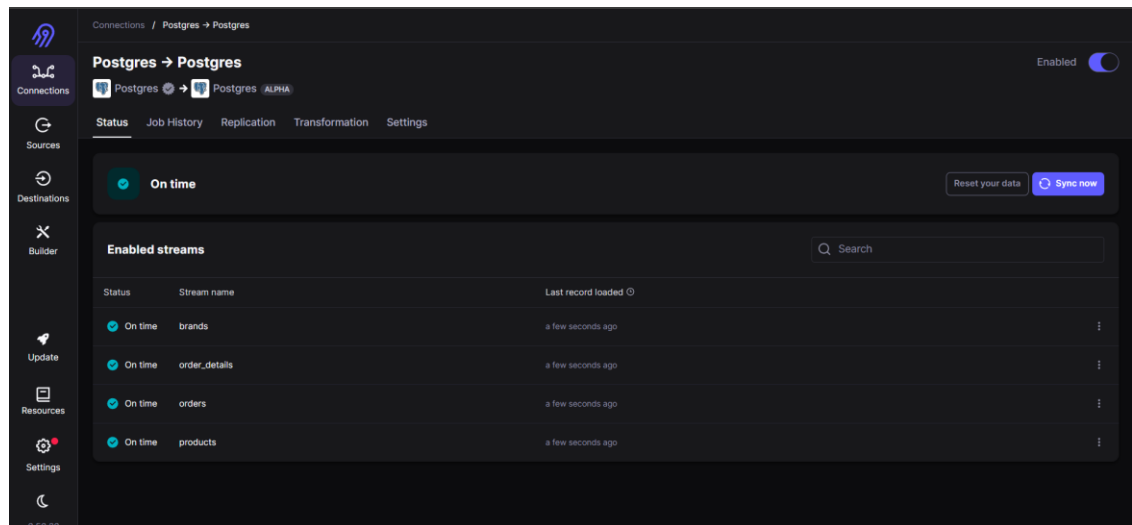 Connections / Postgres → Postgres
Postgres → Postgres
Enabled
Postgres → Postgres ALPHA
Status Job History Replication Transformation Settings
On time
Reset your data Sync now
Enabled streams
Search
Status Stream name Last record loaded
On time brands a few seconds ago
On time order_details a few seconds ago
On time orders a few seconds ago
On time products a few seconds ago
Connections
Sources
Destinations
Builder
Update
Resources
Settings